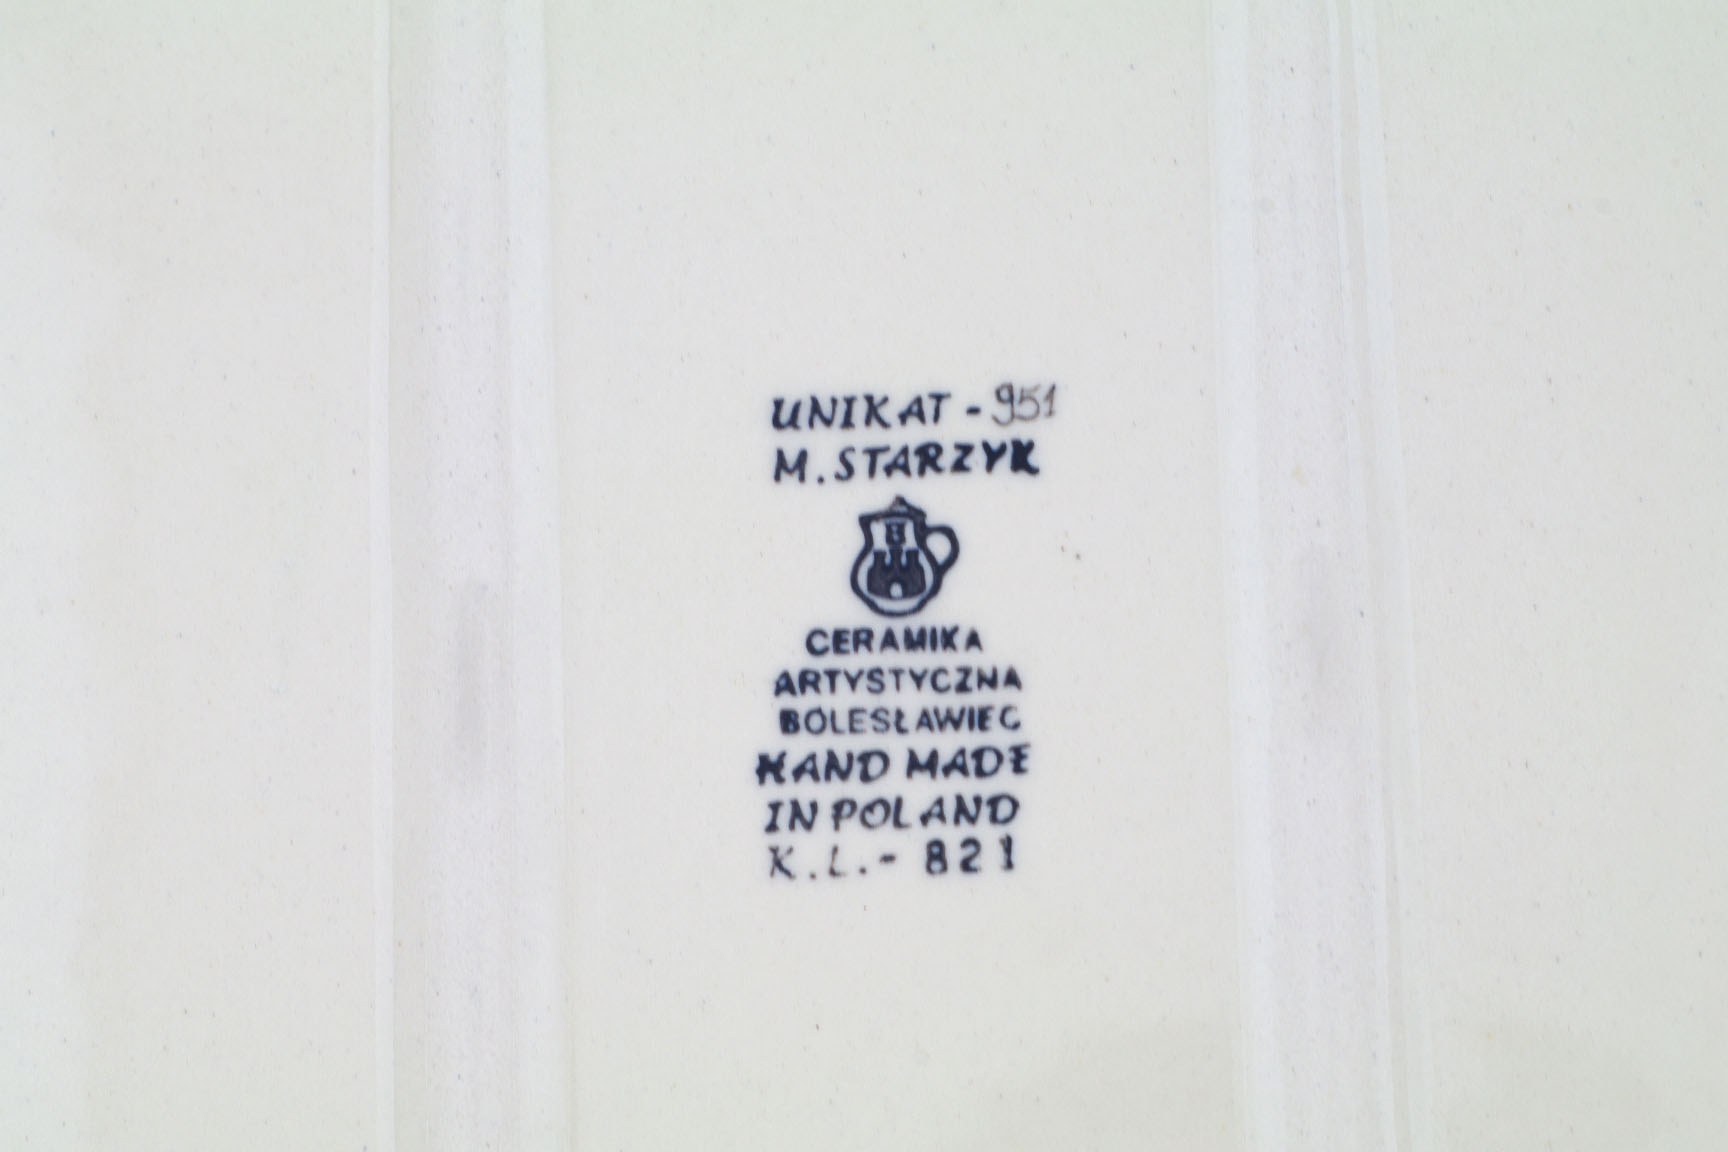 UNIKAT - 951
M. STARZYK
B
CERAMIKA
ARTYSTYCZNA
BOLESŁAWIEC
HAND MADE
IN POLAND
K.L.- 821